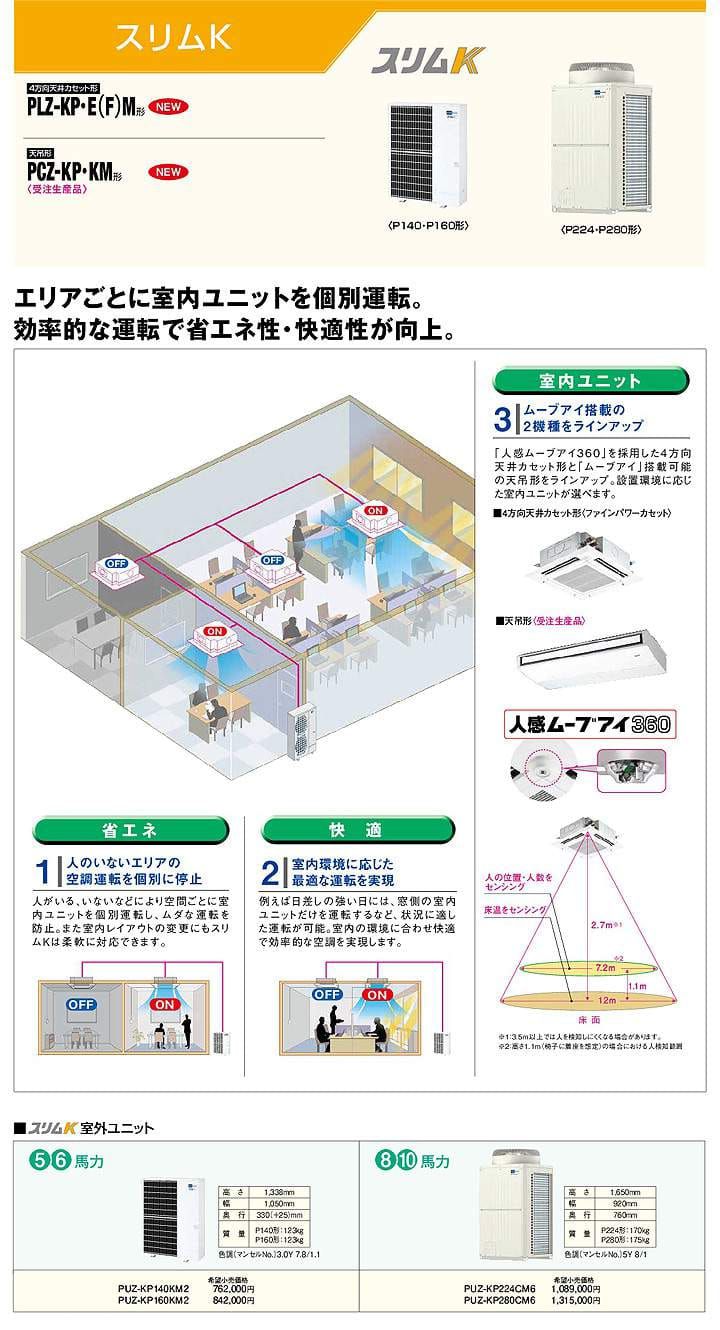 スリムK
スリムK
4方向天井カセット形
PLZ-KP・E(F)M形 NEW
天吊形
PCZ-KP・KM形 NEW
〈受注生産品〉
〈P140・P160形〉
〈P224・P280形〉
エリアごとに室内ユニットを個別運転。
効率的な運転で省エネ性・快適性が向上。
OFF
OFF
ON
ON
室内ユニット
3 ムーブアイ搭載の
2機種をラインアップ
「人感ムーブアイ360」を採用した4方向
天井カセット形と「ムーブアイ」搭載可能
の天吊形をラインアップ。設置環境に応じ
た室内ユニットが選べます。
■4方向天井カセット形〈ファインパワーカセット〉
■天吊形〈受注生産品〉
人感ムーブアイ360
人の位置・人数を
センシング
床温をセンシング
2.7m※1
※2
7.2m
1.1m
12m
床面
※1:3.5m以上では人を検知しにくくなる場合があります。
※2:高さ1.1m(椅子に着座を想定)の場合における人検知範囲
省エネ
1 人のいないエリアの
空調運転を個別に停止
人がいる、いないなどにより空間ごとに室
内ユニットを個別運転し、ムダな運転を
防止。また室内レイアウトの変更にもスリ
ムKは柔軟に対応できます。
OFF
ON
快適
2 室内環境に応じた
最適な運転を実現
例えば日差しの強い日には、窓側の室内
ユニットだけを運転するなど、状況に適し
た運転が可能。室内の環境に合わせ快適
で効率的な空調を実現します。
OFF
ON
■スリムK 室外ユニット
5 6 馬力
高さ 1,338mm
幅 1,050mm
奥行 330(+25)mm
質量 P140形:123kg
P160形:123kg
色調(マンセルNo.)3.0Y 7.8/1.1
希望小売価格
PUZ-KP140KM2 762,000円
PUZ-KP160KM2 842,000円
8 10 馬力
高さ 1,650mm
幅 920mm
奥行 760mm
質量 P224形:170kg
P280形:175kg
色調(マンセルNo.)5Y 8/1
希望小売価格
PUZ-KP224CM6 1,089,000円
PUZ-KP280CM6 1,315,000円